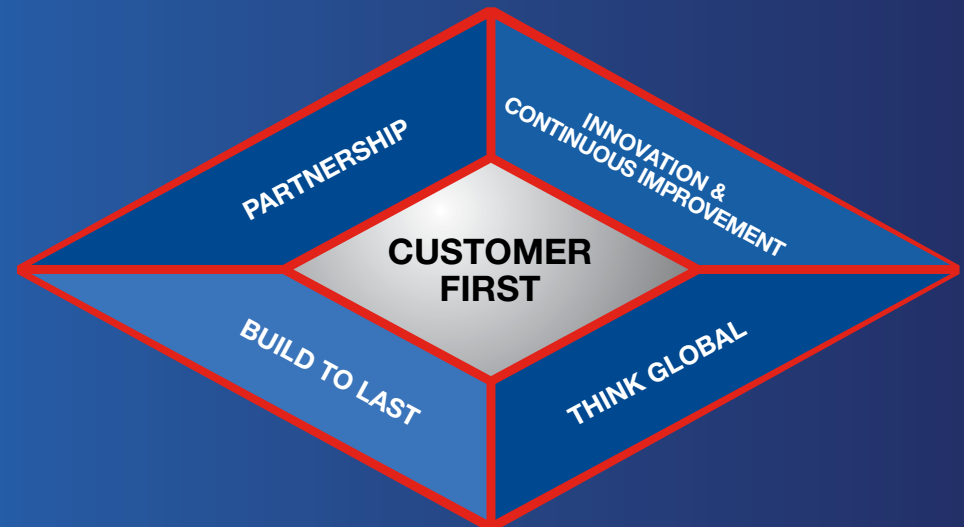 PARTNERSHIP
INNOVATION &
CONTINUOUS IMPROVEMENT
CUSTOMER
FIRST
BUILD TO LAST
THINK GLOBAL